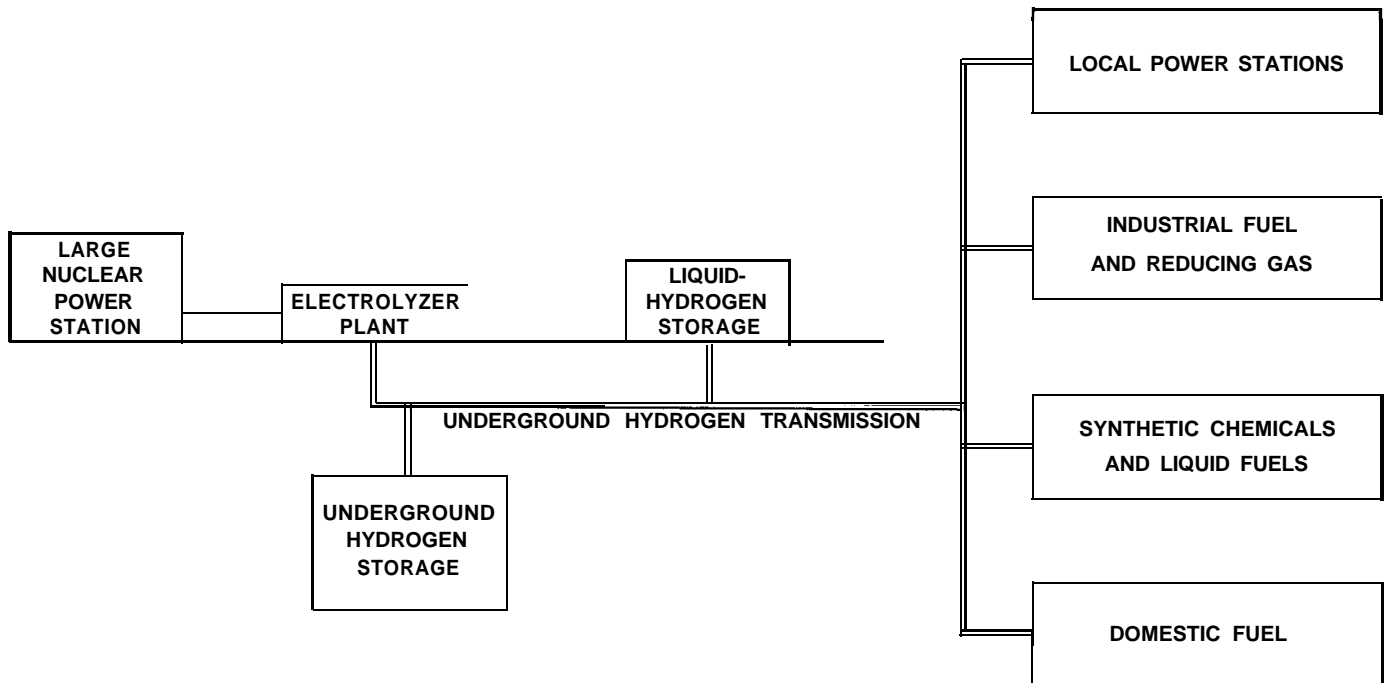 LOCAL POWER STATIONS
INDUSTRIAL FUEL
AND REDUCING GAS
LARGE
NUCLEAR
POWER
STATION
ELECTROLYZER
PLANT
LIQUID-
HYDROGEN
STORAGE
UNDERGROUND HYDROGEN TRANSMISSION
SYNTHETIC CHEMICALS
AND LIQUID FUELS
UNDERGROUND
HYDROGEN
STORAGE
DOMESTIC FUEL